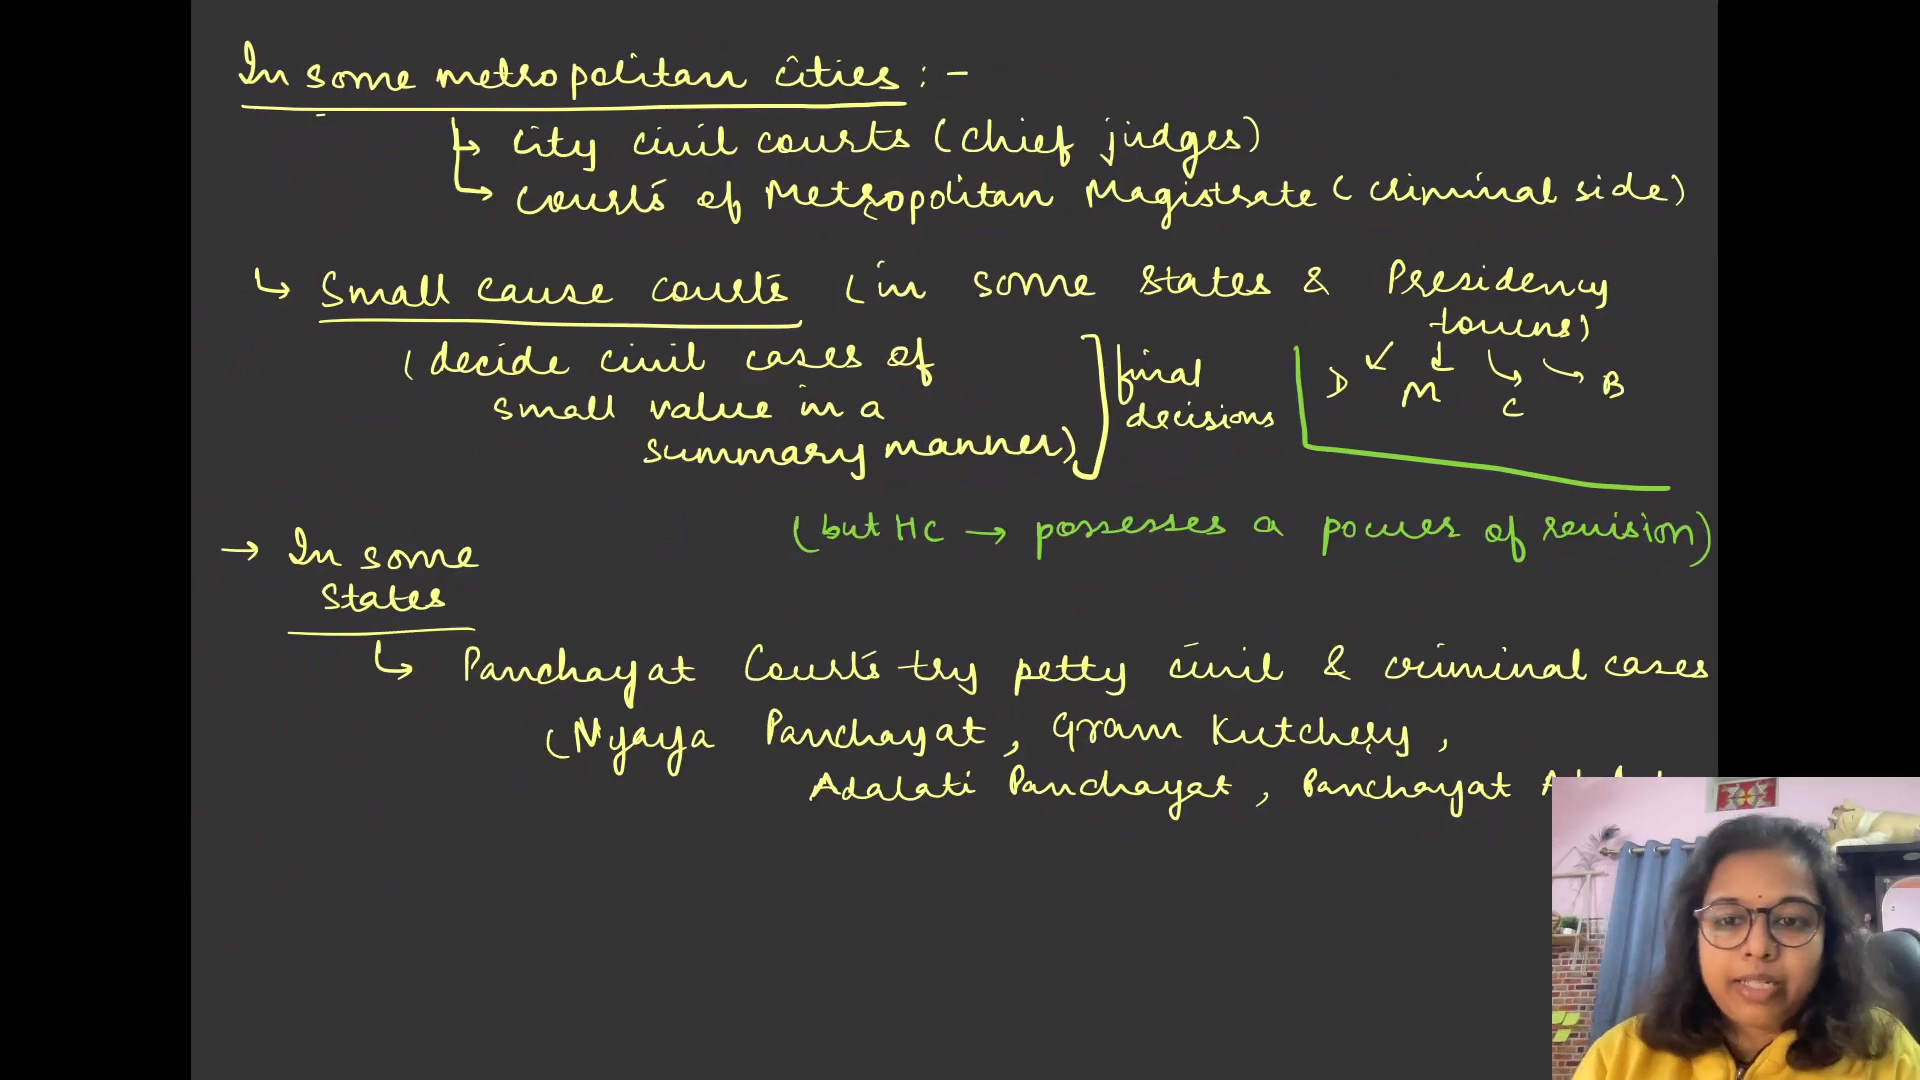 In some metropolitan cities : -
↳ City civil courts (chief judges)
↳ Courts of Metropolitan Magistrate (criminal side)
↳ Small cause courts (in some states & Presidency
towns)
(decide civil cases of
small value in a
summary manner)
final
decisions
D M C B
(but HC → possesses a power of revision)
→ In some
states
↳ Panchayat Courts try petty civil & criminal cases
(Nyaya Panchayat, Gram Kutchery,
Adalati Panchayat, Panchayat